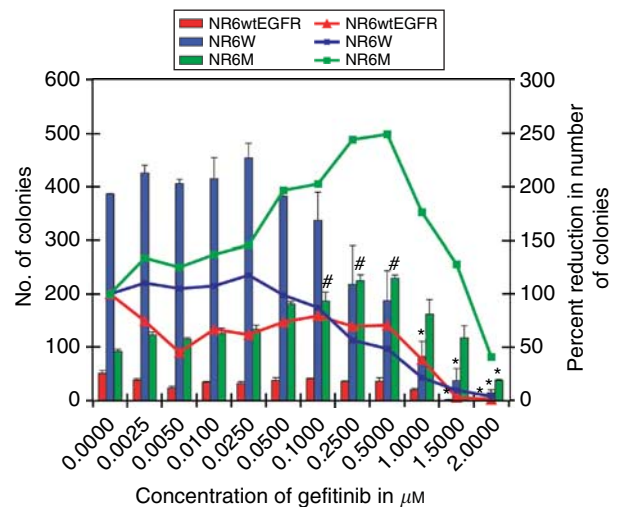 NR6wtEGFR NR6wtEGFR
NR6W NR6W
NR6M NR6M
600 300
500 250
400 200
300 150
200 100
100 50
0 0
No. of colonies
Percent reduction in number
of colonies
# # #
* * * * * * *
0.0000 0.0025 0.0050 0.0100 0.0250 0.0500 0.1000 0.2500 0.5000 1.0000 1.5000 2.0000
Concentration of gefitinib in μM